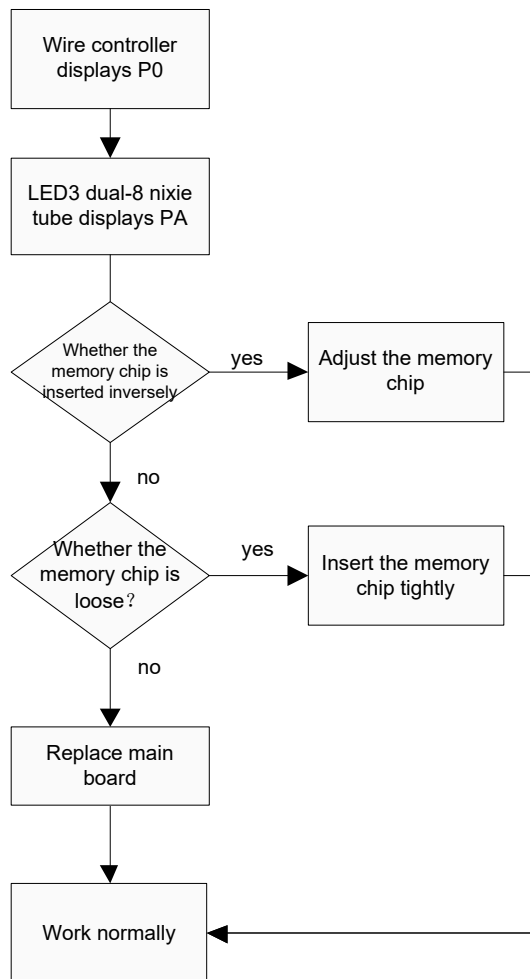 Wire controller
displays P0
LED3 dual-8 nixie
tube displays PA
Whether the
memory chip is
inserted inversely
yes
Adjust the memory
chip
no
Whether the
memory chip is
loose？
yes
Insert the memory
chip tightly
no
Replace main
board
Work normally